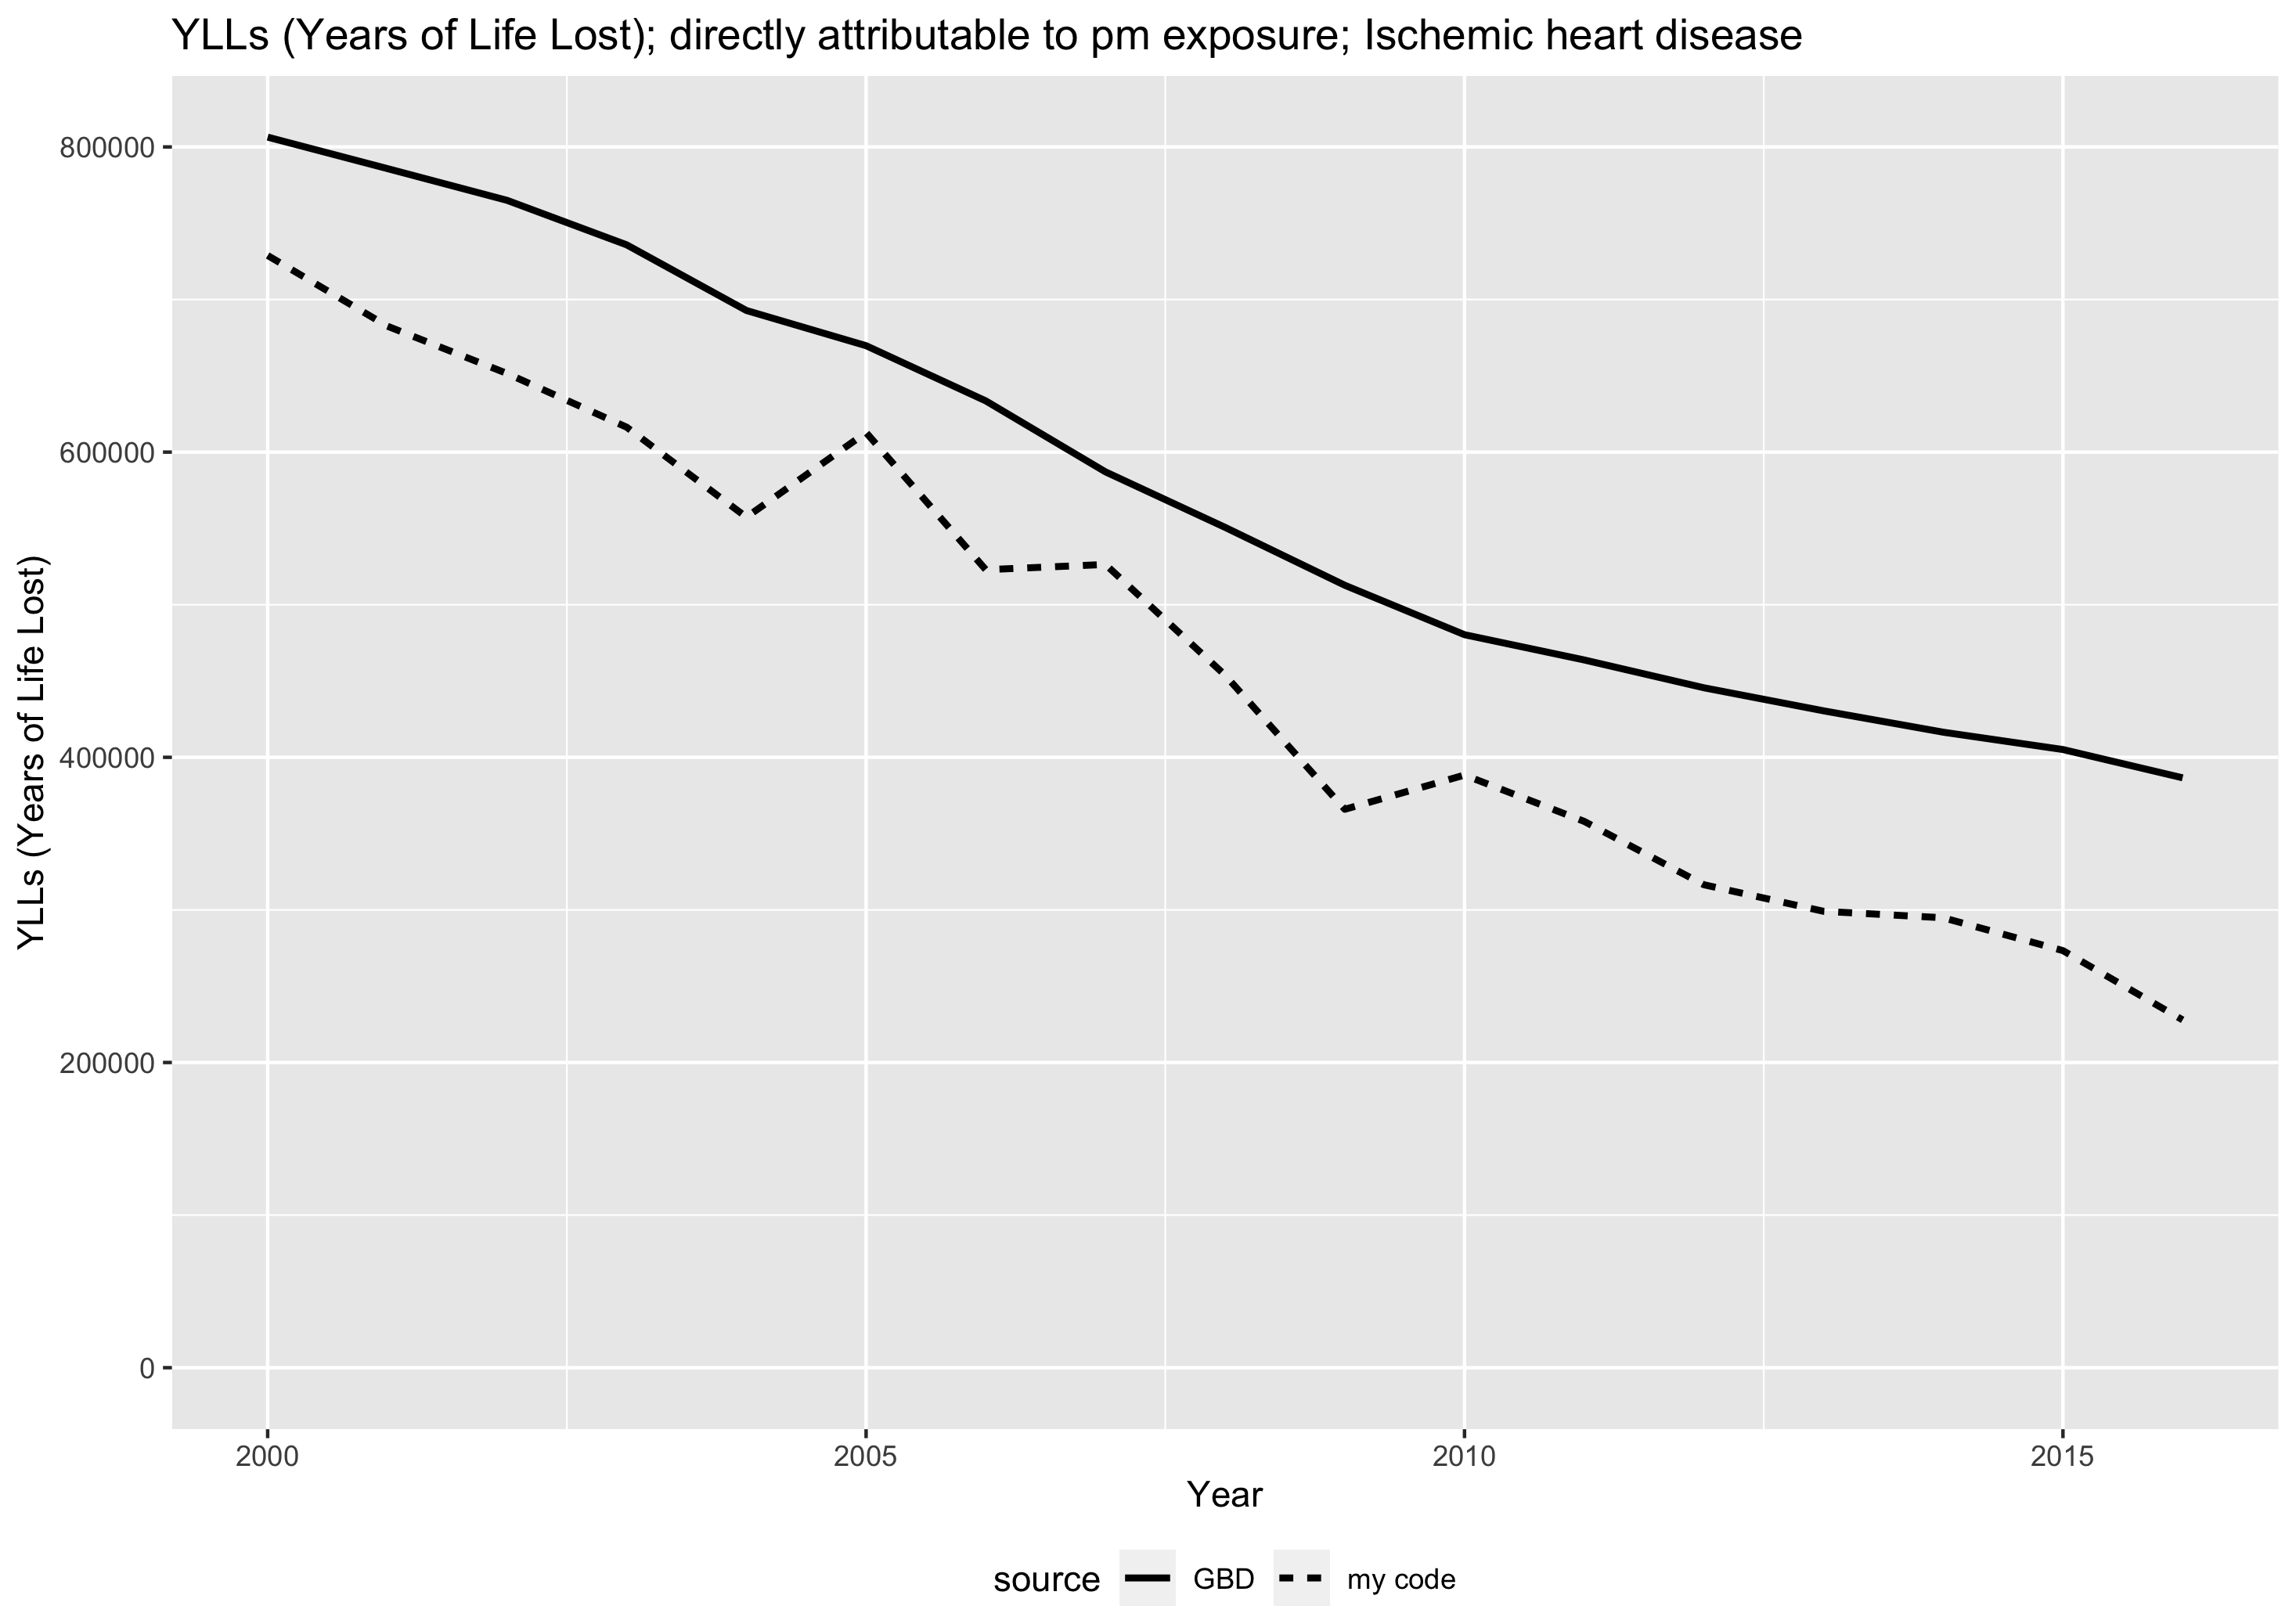 YLLs (Years of Life Lost); directly attributable to pm exposure; Ischemic heart disease
YLLs (Years of Life Lost)
800000
600000
400000
200000
0
2000 2005 2010 2015
Year
source GBD my code